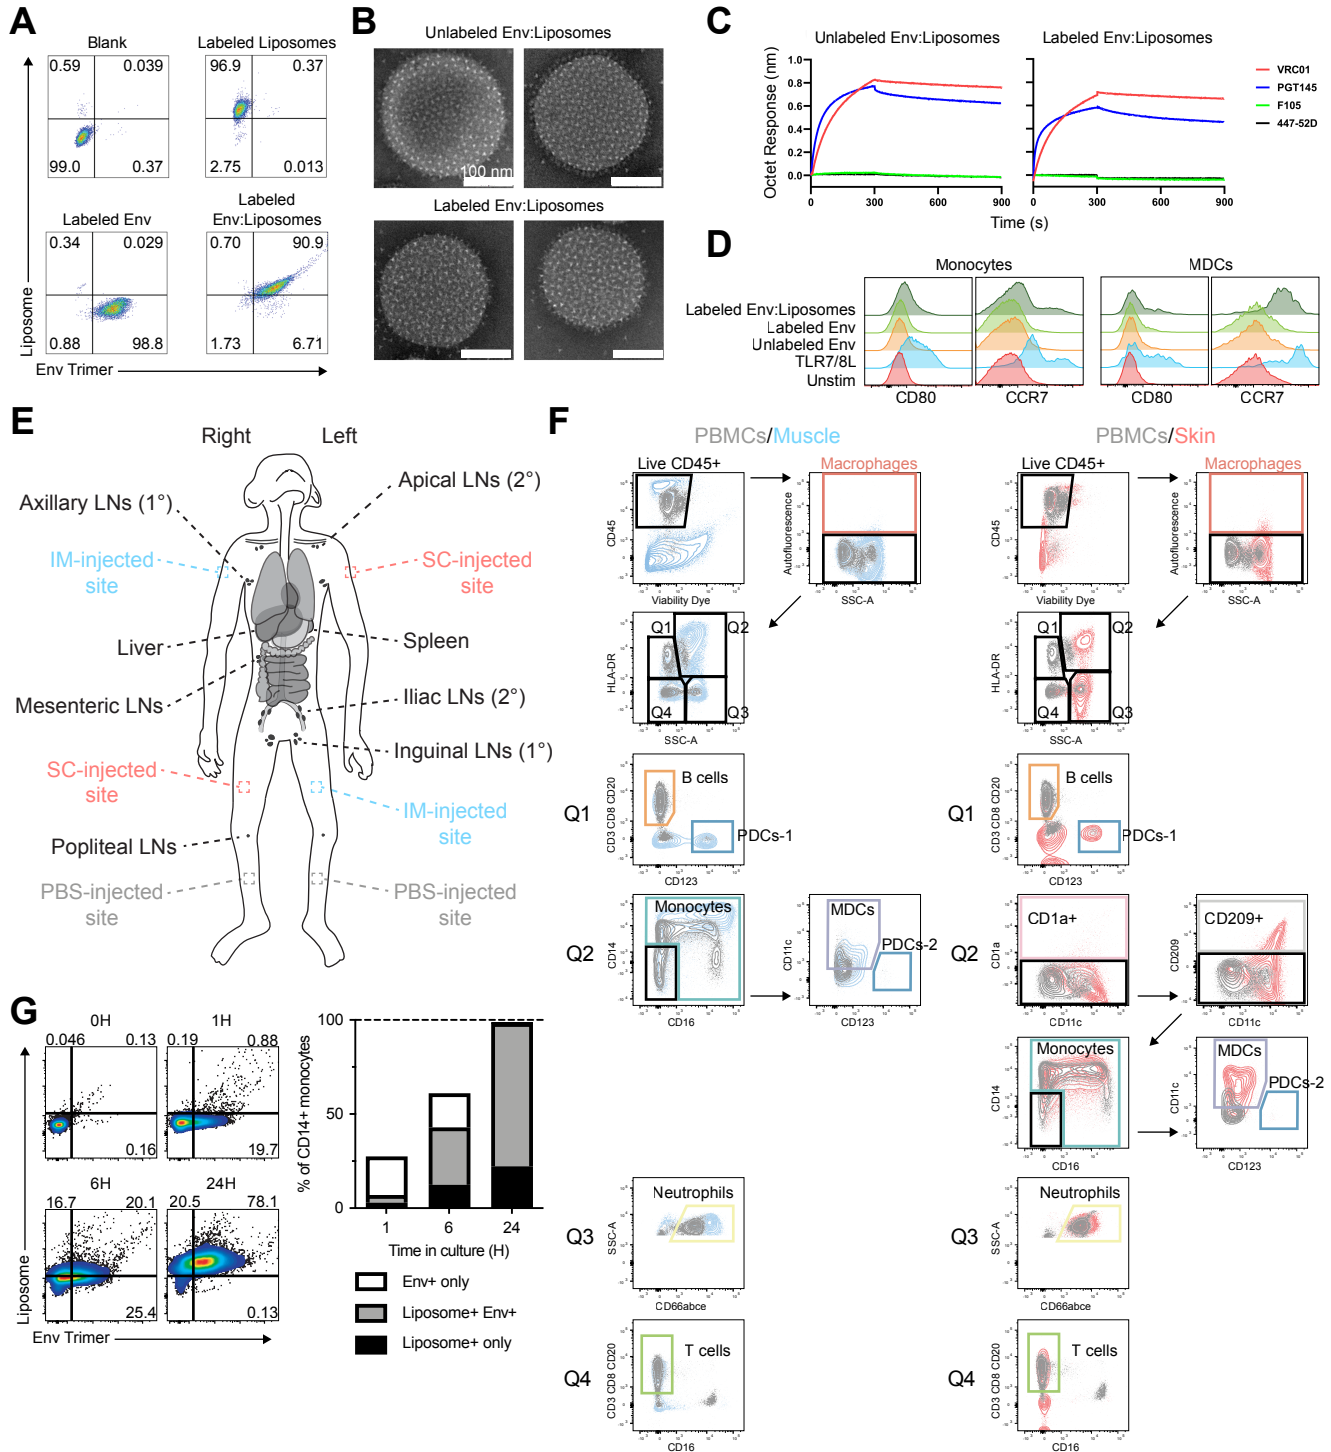 A
Blank
0.59 0.039
99.0 0.37
Labeled Liposomes
96.9 0.37
2.75 0.013
Labeled Env
0.34 0.029
0.88 98.8
Labeled
Env:Liposomes
0.70 90.9
1.73 6.71
Liposome
Env Trimer
B
Unlabeled Env:Liposomes
100 nm
Labeled Env:Liposomes
C
Unlabeled Env:Liposomes
Labeled Env:Liposomes
Octet Response (nm)
1.0
0.8
0.6
0.4
0.2
0.0
0 300 600 900
0 300 600 900
Time (s)
VRC01
PGT145
F105
447-52D
D
Monocytes
MDCs
Labeled Env:Liposomes
Labeled Env
Unlabeled Env
TLR7/8L
Unstim
CD80
CCR7
CD80
CCR7
E
Right
Left
Axillary LNs (1°)
Apical LNs (2°)
IM-injected
site
SC-injected
site
Liver
Spleen
Mesenteric LNs
Iliac LNs (2°)
Inguinal LNs (1°)
SC-injected
site
IM-injected
site
Popliteal LNs
PBS-injected
site
PBS-injected
site
F
PBMCs/Muscle
Live CD45+
Macrophages
CD45
Viability Dye
Autofluorescence
SSC-A
Q1
Q2
Q4
Q3
HLA-DR
SSC-A
Q1
B cells
PDCs-1
CD3 CD8 CD20
CD123
Q2
Monocytes
CD14
CD16
MDCs
PDCs-2
CD11c
CD123
Q3
Neutrophils
SSC-A
CD66abce
Q4
T cells
CD3 CD8 CD20
CD16
PBMCs/Skin
Live CD45+
Macrophages
CD45
Viability Dye
Autofluorescence
SSC-A
Q1
Q2
Q4
Q3
HLA-DR
SSC-A
Q1
B cells
PDCs-1
CD3 CD8 CD20
CD123
Q2
CD1a+
CD1a
CD11c
CD209+
CD209
CD11c
Monocytes
CD14
CD16
MDCs
PDCs-2
CD11c
CD123
Q3
Neutrophils
SSC-A
CD66abce
Q4
T cells
CD3 CD8 CD20
CD16
G
0H
0.046 0.13
0.16
1H
0.19 0.88
19.7
6H
16.7 20.1
25.4
24H
20.5 78.1
0.13
Liposome
Env Trimer
% of CD14+ monocytes
100
50
0
1 6 24
Time in culture (H)
Env+ only
Liposome+ Env+
Liposome+ only